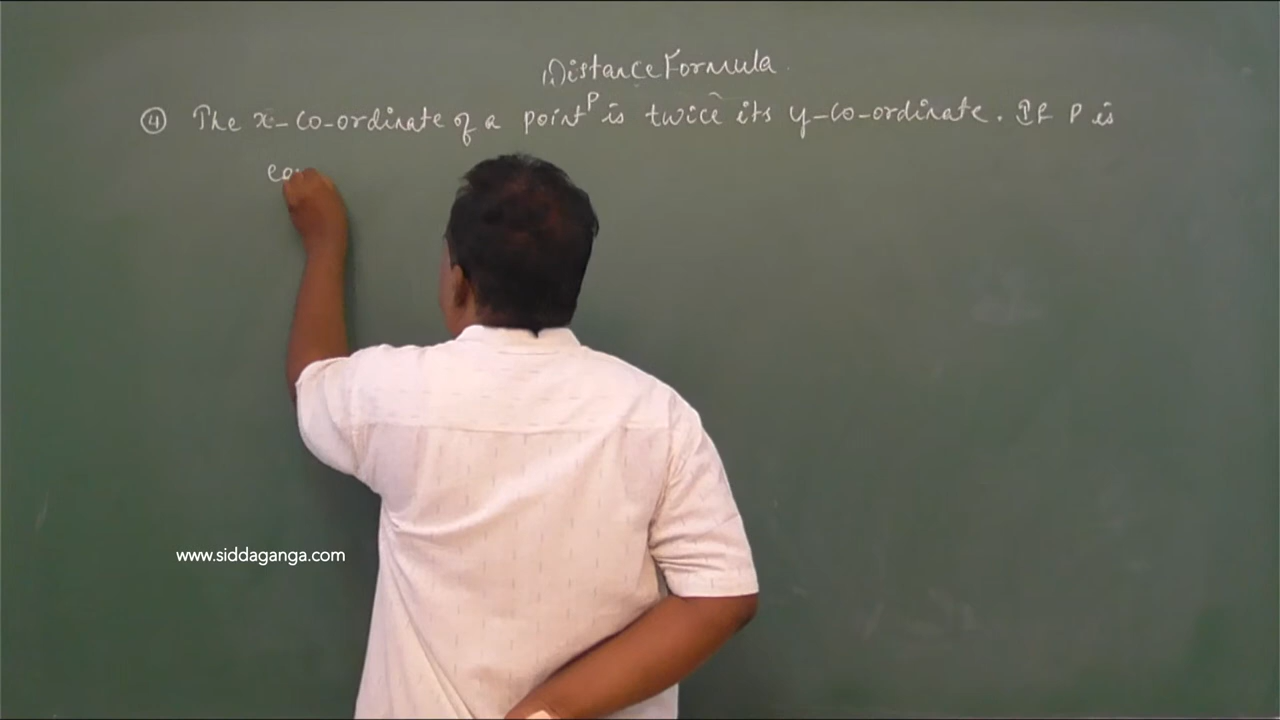 Distance Formula.
④ The x-co-ordinate of a point P is twice its y-co-ordinate. If P is
www.siddaganga.com